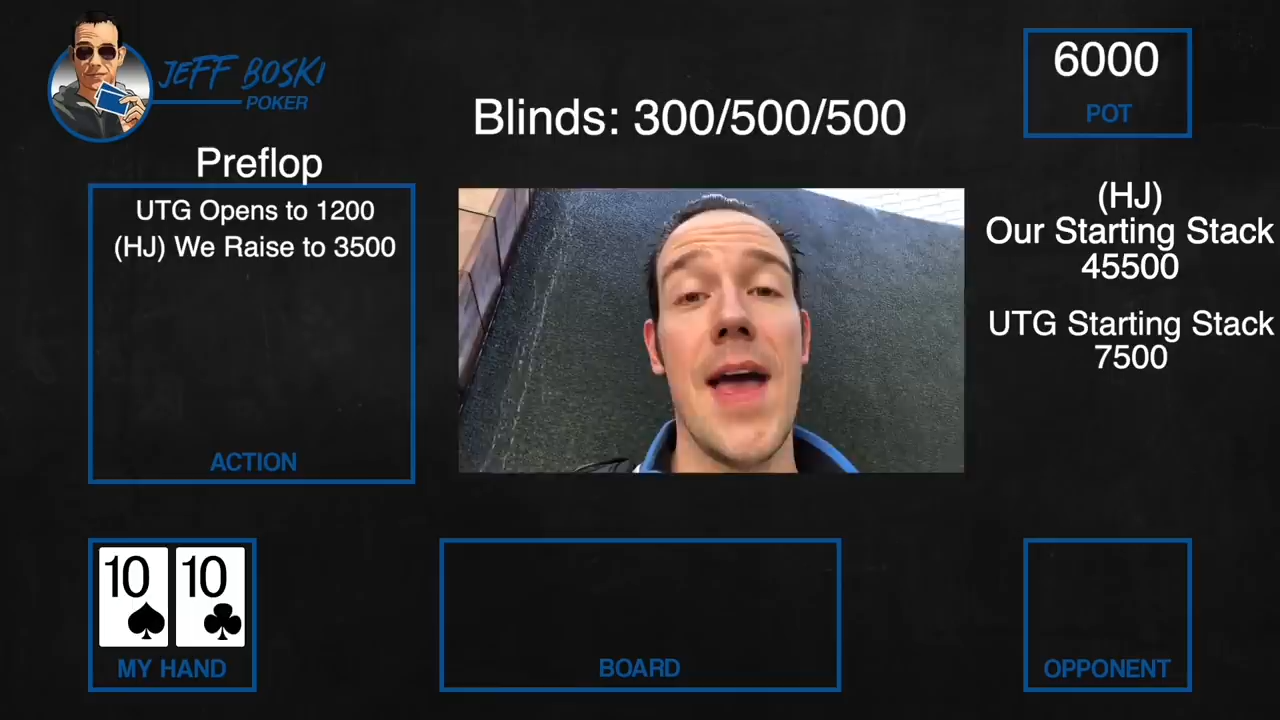 JEFF BOSKI
POKER
Blinds: 300/500/500
6000
POT
Preflop
UTG Opens to 1200
(HJ) We Raise to 3500
ACTION
(HJ)
Our Starting Stack
45500
UTG Starting Stack
7500
10 10
MY HAND
BOARD
OPPONENT